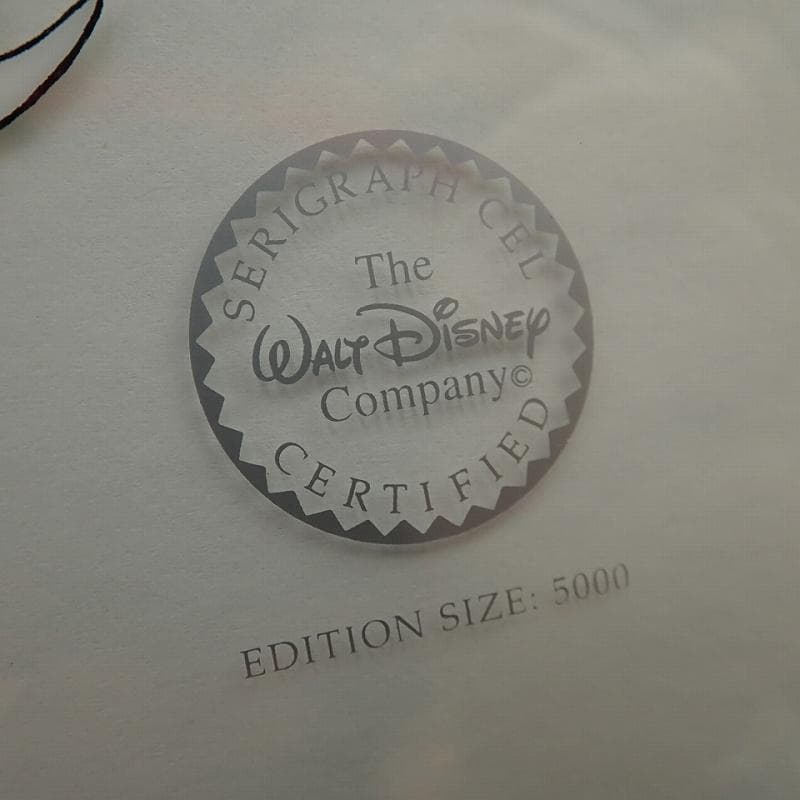 SERIGRAPH CEL
The
WALT DISNEY
Company©
CERTIFIED
EDITION SIZE: 5000